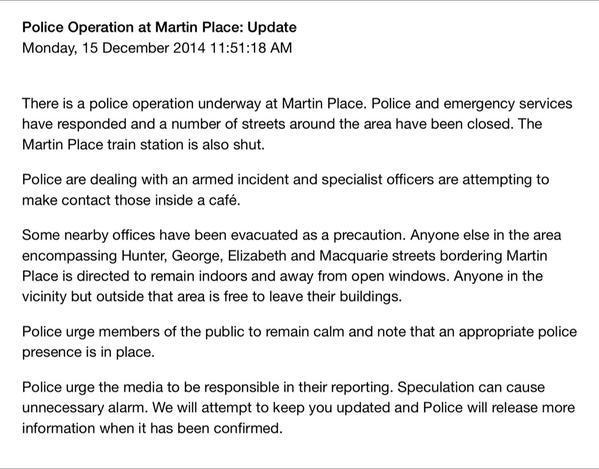 Police Operation at Martin Place: Update
Monday, 15 December 2014 11:51:18 AM
There is a police operation underway at Martin Place. Police and emergency services
have responded and a number of streets around the area have been closed. The
Martin Place train station is also shut.
Police are dealing with an armed incident and specialist officers are attempting to
make contact those inside a café.
Some nearby offices have been evacuated as a precaution. Anyone else in the area
encompassing Hunter, George, Elizabeth and Macquarie streets bordering Martin
Place is directed to remain indoors and away from open windows. Anyone in the
vicinity but outside that area is free to leave their buildings.
Police urge members of the public to remain calm and note that an appropriate police
presence is in place.
Police urge the media to be responsible in their reporting. Speculation can cause
unnecessary alarm. We will attempt to keep you updated and Police will release more
information when it has been confirmed.